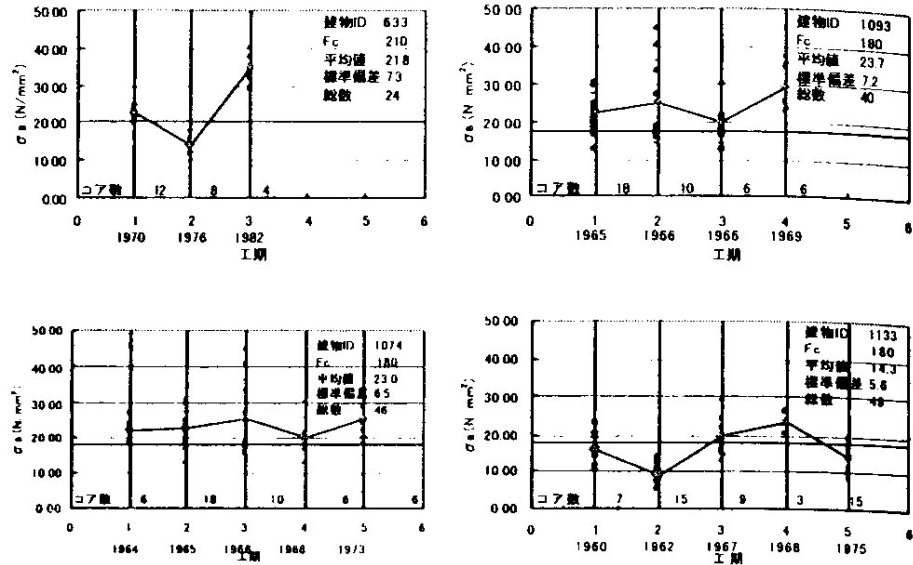 建物ID 633
Fc 210
平均値 21.8
標準偏差 7.3
総数 24
σB (N/mm²)
50.00
40.00
30.00
20.00
10.00
0.00
コア数 12 8 4
0 1 2 3 4 5 6
1970 1976 1982
工期
建物ID 1093
Fc 180
平均値 23.7
標準偏差 7.2
総数 40
σB (N mm²)
50.00
40.00
30.00
20.00
10.00
0.00
コア数 18 10 6 6
0 1 2 3 4 5 6
1965 1966 1966 1969
工期
建物ID 1074
Fc 180
平均値 23.0
標準偏差 6.5
総数 46
σB (N mm²)
50.00
40.00
30.00
20.00
10.00
0.00
コア数 6 18 10 6 6
0 1 2 3 4 5 6
1964 1965 1966 1973
工期
建物ID 1133
Fc 180
平均値 14.3
標準偏差 5.6
総数 49
σB (N mm²)
50.00
40.00
30.00
20.00
10.00
0.00
コア数 7 15 9 3 15
0 1 2 3 4 5 6
1960 1962 1967 1968 1975
工期